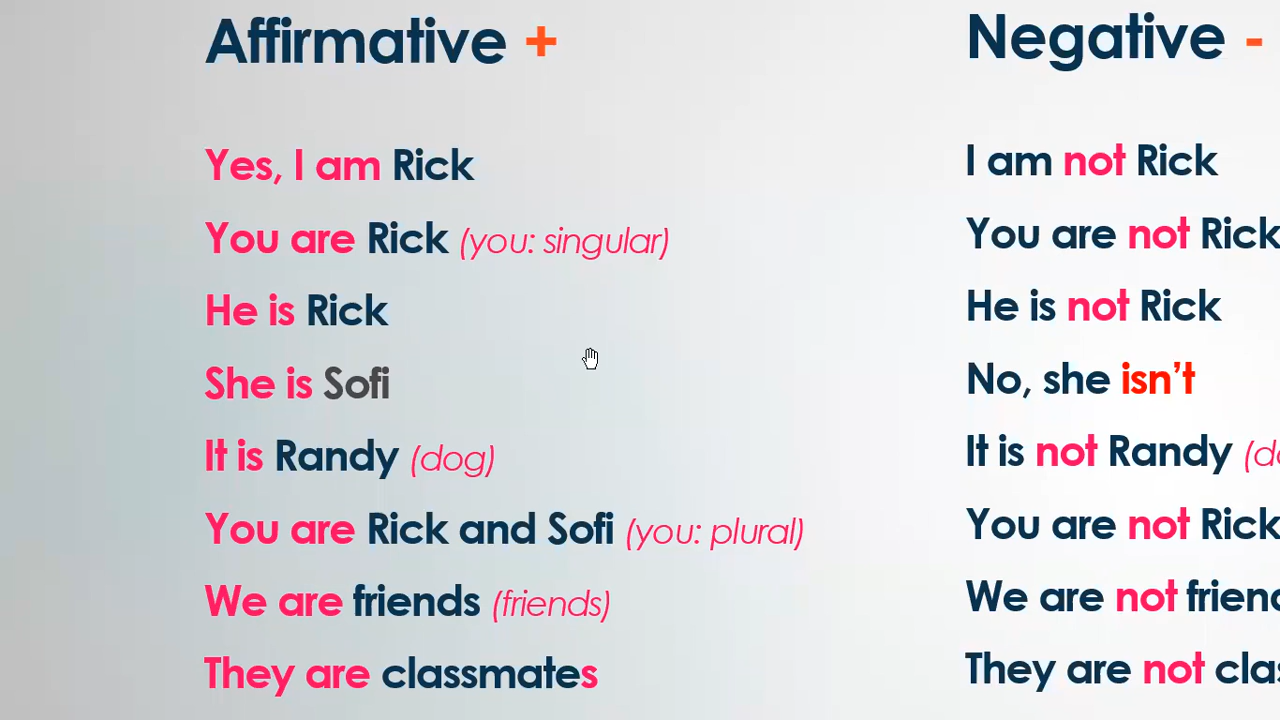 Affirmative +
Yes, I am Rick
You are Rick (you: singular)
He is Rick
She is Sofi
It is Randy (dog)
You are Rick and Sofi (you: plural)
We are friends (friends)
They are classmates
Negative -
I am not Rick
You are not Rick
He is not Rick
No, she isn't
It is not Randy
You are not Rick
We are not
They are not